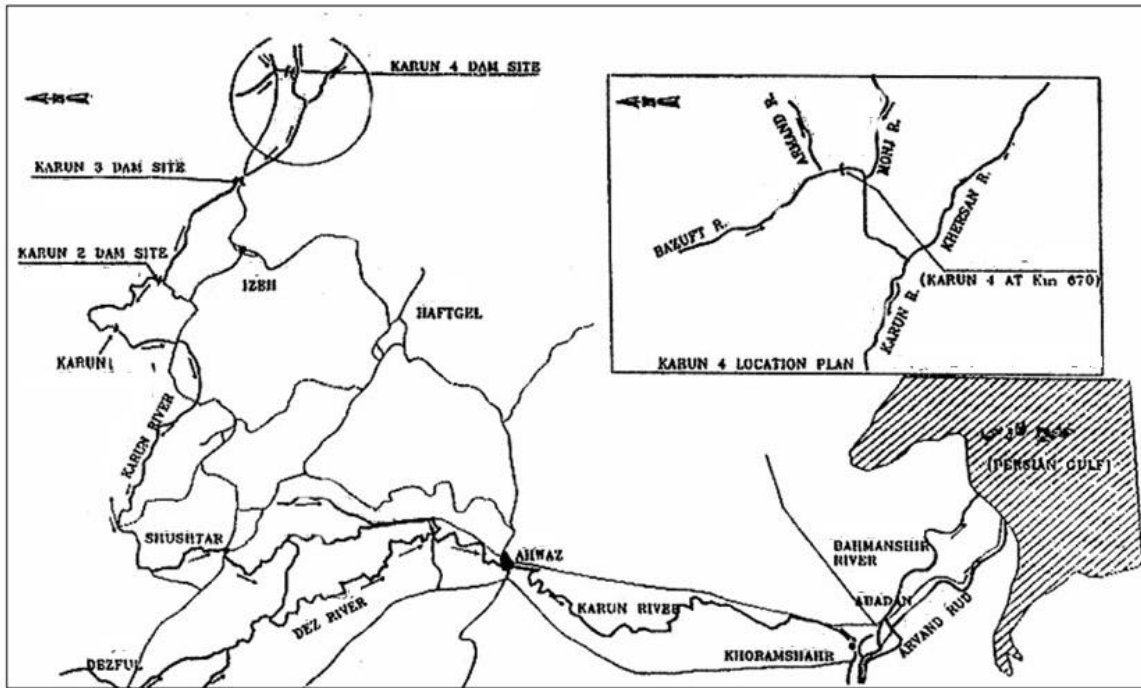 KARUN 4 DAM SITE
KARUN 3 DAM SITE
KARUN 2 DAM SITE
IZEH
HAFTGEL
KARUN 1
KARUN RIVER
SHUSHTAR
DEZ RIVER
DEZFUL
AHWAZ
KARUN RIVER
KHORAMSHAHR
ABADAN
BAHMANSHIR
RIVER
ARVAND RUD
(PERSIAN GULF)
N
ARMAND R.
MONJ R.
BAZUFT R.
KHERSAN R.
(KARUN 4 AT Km 670)
KARUN R.
KARUN 4 LOCATION PLAN